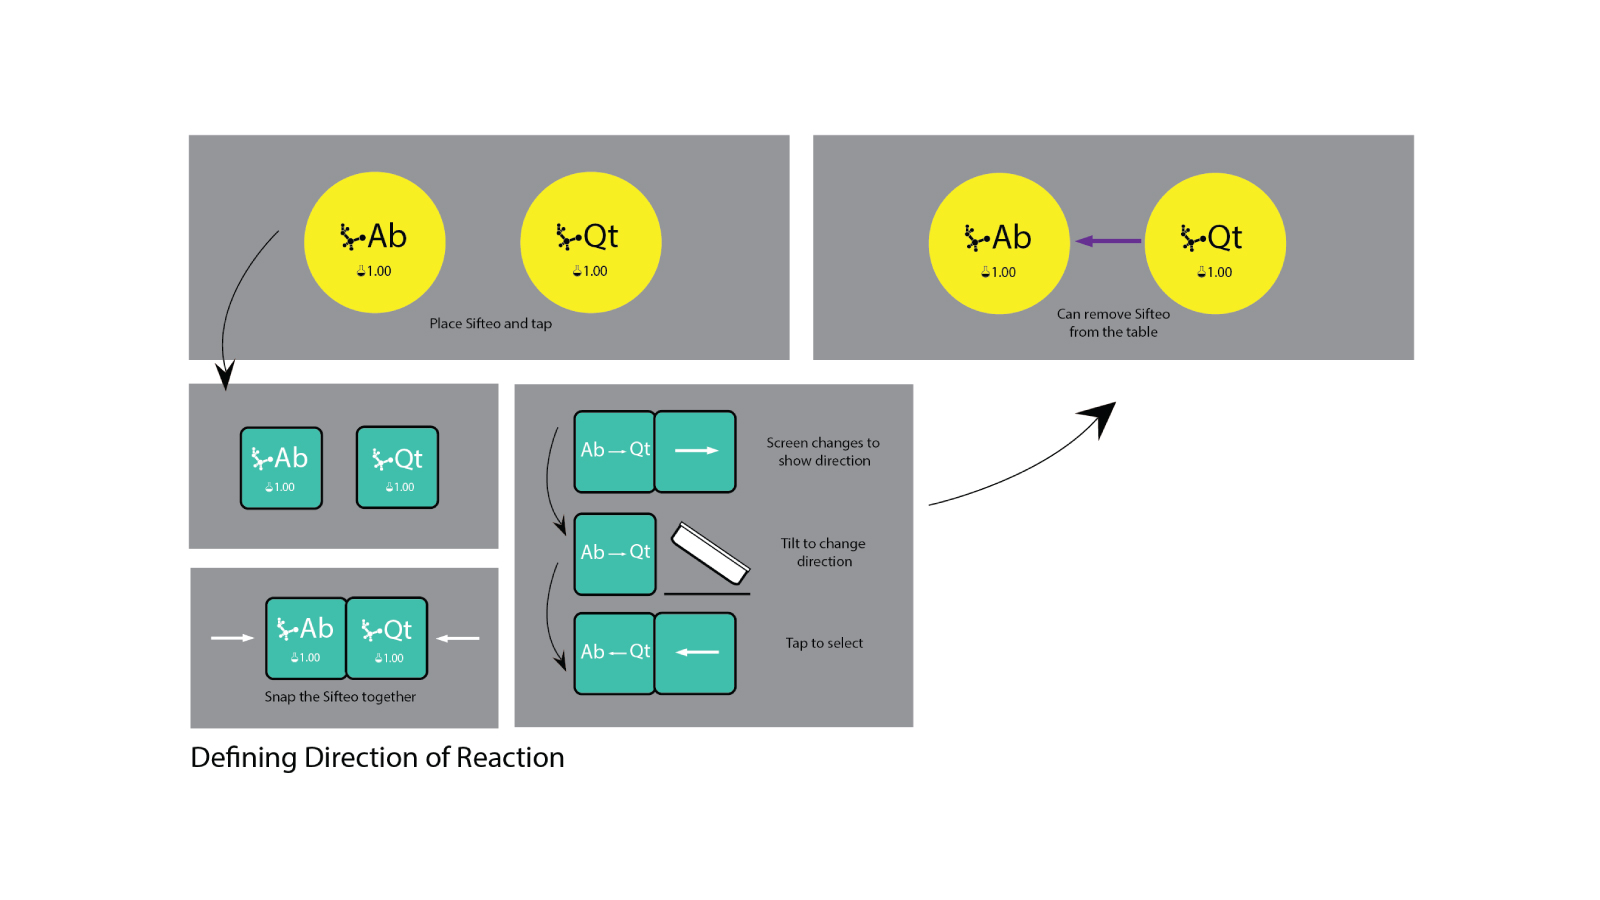 Ab
1.00
Qt
1.00
Place Sifteo and tap
Ab
1.00
Qt
1.00
Can remove Sifteo
from the table
Ab
1.00
Qt
1.00
Ab
1.00
Qt
1.00
Snap the Sifteo together
Ab → Qt
Screen changes to
show direction
Ab → Qt
Tilt to change
direction
Ab ← Qt
Tap to select
Defining Direction of Reaction